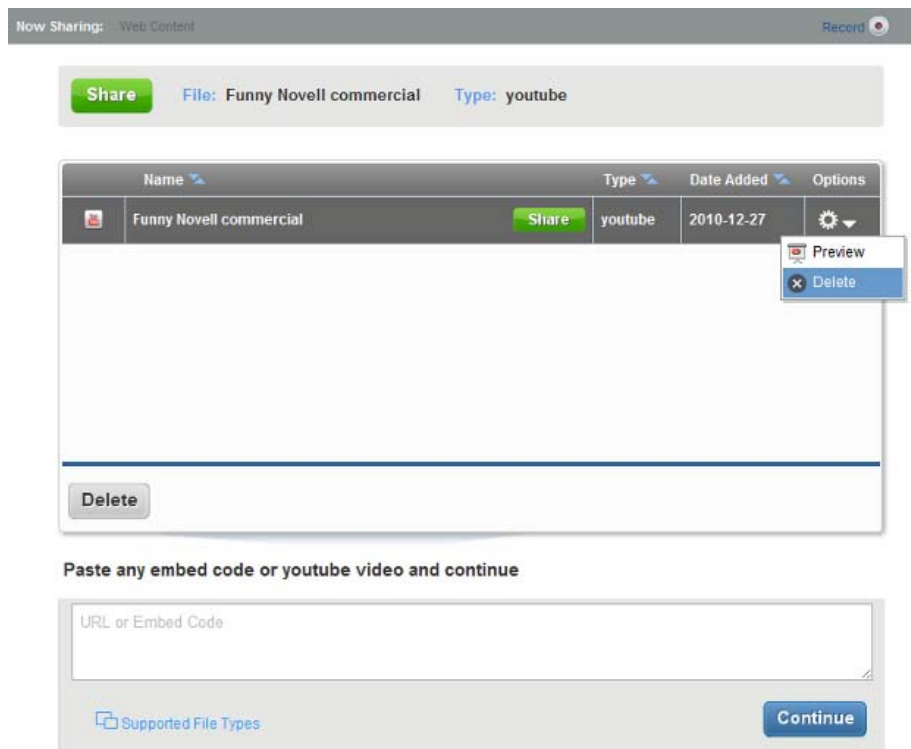 Now Sharing: Web Content Record
Share File: Funny Novell commercial Type: youtube
Name Type Date Added Options
Funny Novell commercial Share youtube 2010-12-27
Preview
Delete
Delete
Paste any embed code or youtube video and continue
URL or Embed Code
Supported File Types Continue